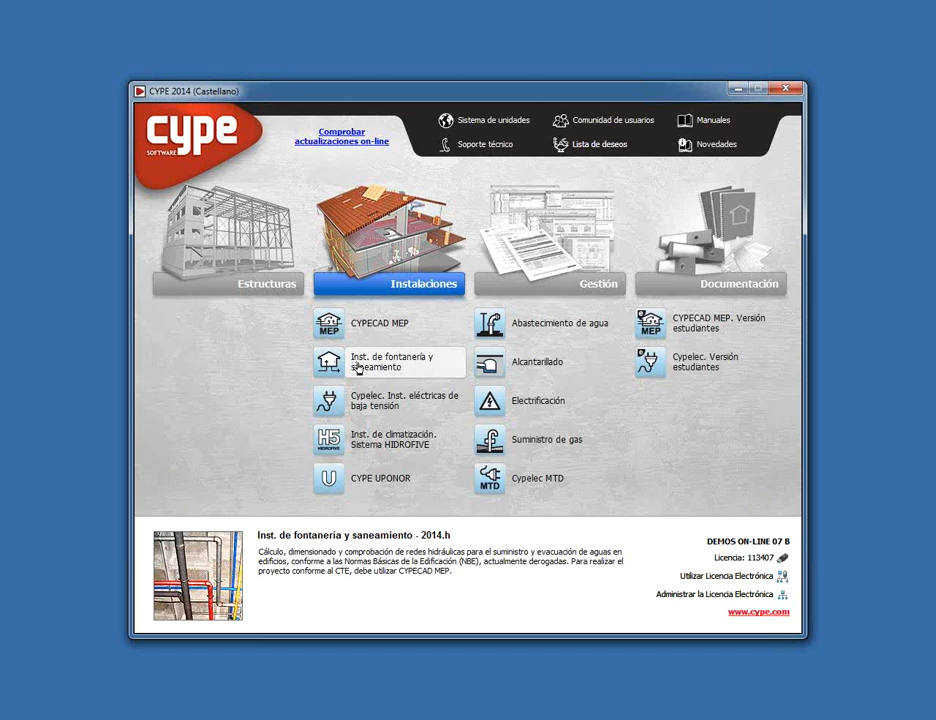 CYPE 2014 (Castellano)
cype
SOFTWARE
Comprobar
actualizaciones on-line
Sistema de unidades
Comunidad de usuarios
Manuales
Soporte técnico
Lista de deseos
Novedades
Estructuras
Instalaciones
Gestión
Documentación
MEP
CYPECAD MEP
Abastecimiento de agua
MEP
CYPECAD MEP. Versión
estudiantes
Inst. de fontanería y
saneamiento
Alcantarillado
Cypelec. Versión
estudiantes
Cypelec. Inst. eléctricas de
baja tensión
Electrificación
H5
HIDROFIVE
Inst. de climatización.
Sistema HIDROFIVE
Suministro de gas
U
CYPE UPONOR
MTD
Cypelec MTD
Inst. de fontanería y saneamiento - 2014.h
Cálculo, dimensionado y comprobación de redes hidráulicas para el suministro y evacuación de aguas en
edificios, conforme a las Normas Básicas de la Edificación (NBE), actualmente derogadas. Para realizar el
proyecto conforme al CTE, debe utilizar CYPECAD MEP.
DEMOS ON-LINE 07 B
Licencia: 113407
Utilizar Licencia Electrónica
Administrar la Licencia Electrónica
www.cype.com